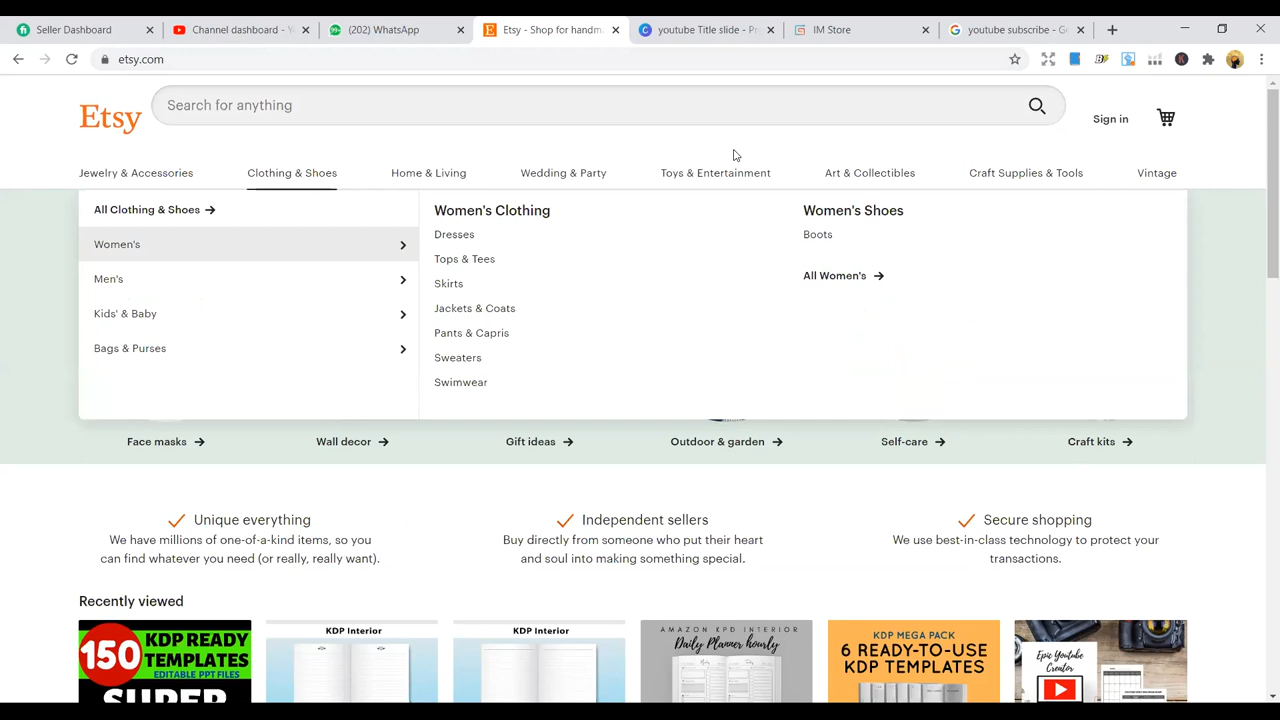 Seller Dashboard
Channel dashboard - Y
(202) WhatsApp
Etsy - Shop for handm
youtube Title slide - Pr
IM Store
youtube subscribe - G
etsy.com
Etsy
Search for anything
Sign in
Jewelry & Accessories
Clothing & Shoes
Home & Living
Wedding & Party
Toys & Entertainment
Art & Collectibles
Craft Supplies & Tools
Vintage
All Clothing & Shoes
Women's
Men's
Kids' & Baby
Bags & Purses
Women's Clothing
Dresses
Tops & Tees
Skirts
Jackets & Coats
Pants & Capris
Sweaters
Swimwear
Women's Shoes
Boots
All Women's
Face masks
Wall decor
Gift ideas
Outdoor & garden
Self-care
Craft kits
Unique everything
We have millions of one-of-a-kind items, so you
can find whatever you need (or really, really want).
Independent sellers
Buy directly from someone who put their heart
and soul into making something special.
Secure shopping
We use best-in-class technology to protect your
transactions.
Recently viewed
150
KDP READY
TEMPLATES
EDITABLE PPT FILES
SUPER
KDP Interior
KDP Interior
AMAZON KPD INTERIOR
Daily Planner hourly
KDP MEGA PACK
6 READY-TO-USE
KDP TEMPLATES
Epic Youtube
Creator